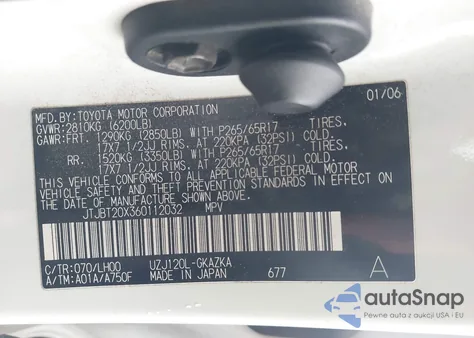 MFD.BY: TOYOTA MOTOR CORPORATION 01/06
GVWR: 2810KG (6200LB)
GAWR: FRT. 1290KG (2850LB) WITH P265/65R17 TIRES.
17X7 1/2JJ RIMS. AT 220KPA (32PSI) COLD.
RR. 1520KG (3350LB) WITH P265/65R17 TIRES.
17X7 1/2JJ RIMS. AT 220KPA (32PSI) COLD.
THIS VEHICLE CONFORMS TO ALL APPLICABLE FEDERAL MOTOR
VEHICLE SAFETY STANDARDS IN EFFECT ON THE DATE OF
MANUFACTURE SHOWN ABOVE.
JTJBT20X360112032 MPV
C/TR: 070/LH00 UZJ120L-GKAZKA
A/TM: A01A/A750F MADE IN JAPAN 677 A
autaSnap
Pewne auta z aukcji USA i EU